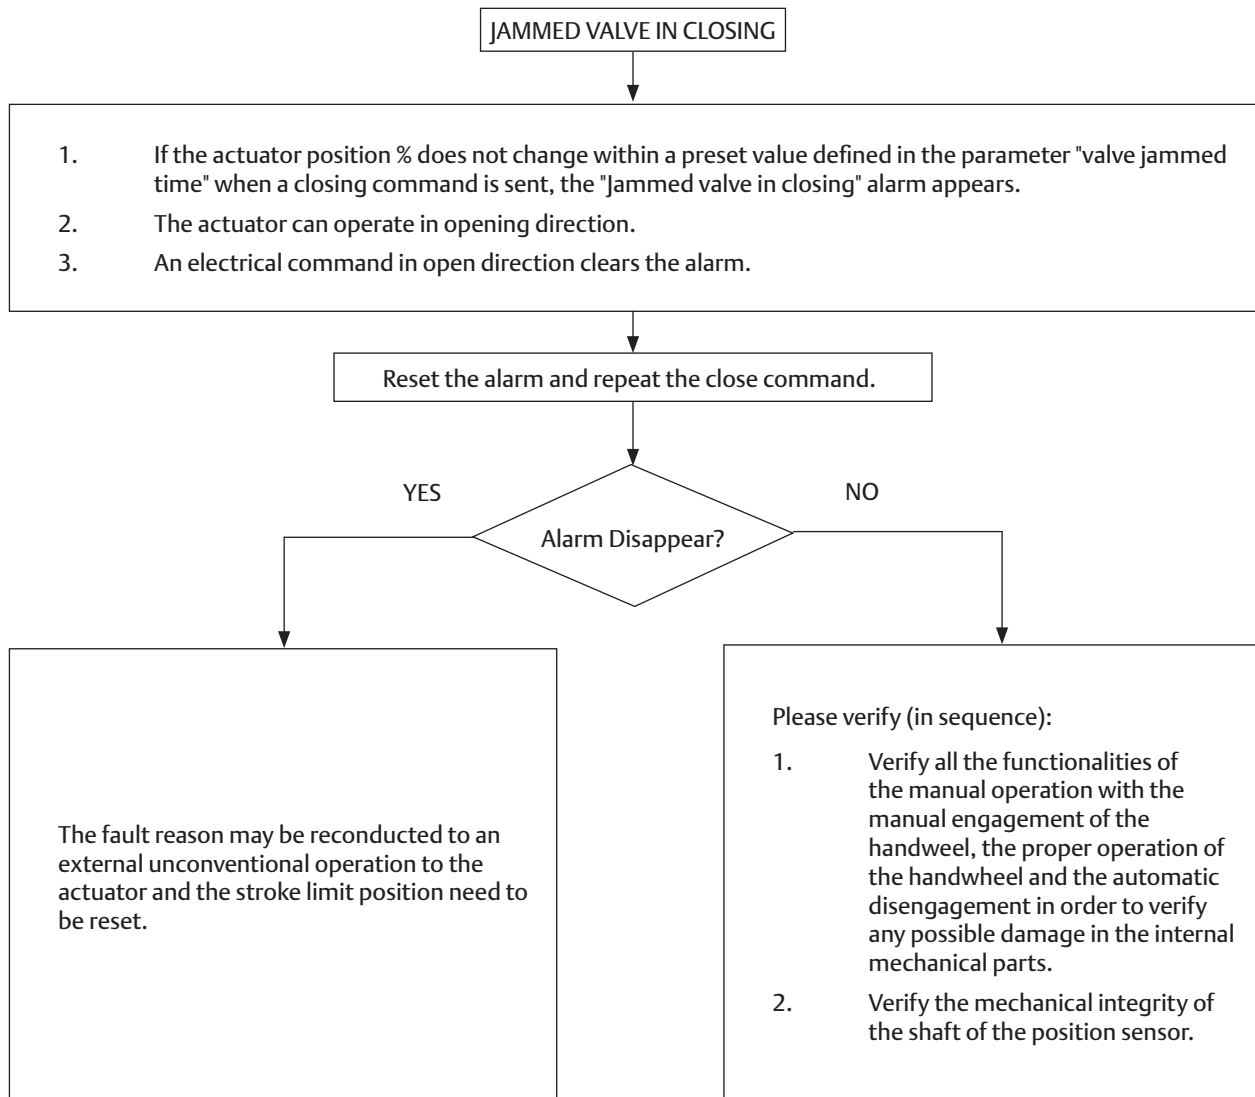 JAMMED VALVE IN CLOSING
1. If the actuator position % does not change within a preset value defined in the parameter "valve jammed
time" when a closing command is sent, the "Jammed valve in closing" alarm appears.
2. The actuator can operate in opening direction.
3. An electrical command in open direction clears the alarm.
Reset the alarm and repeat the close command.
YES
NO
Alarm Disappear?
The fault reason may be reconducted to an
external unconventional operation to the
actuator and the stroke limit position need to
be reset.
Please verify (in sequence):
1. Verify all the functionalities of
the manual operation with the
manual engagement of the
handweel, the proper operation of
the handwheel and the automatic
disengagement in order to verify
any possible damage in the internal
mechanical parts.
2. Verify the mechanical integrity of
the shaft of the position sensor.